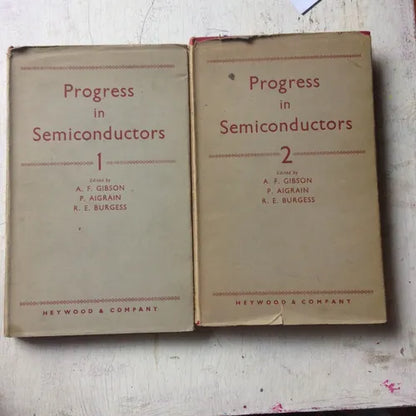 Progress
in
Semiconductors
1
Edited by
A. F. GIBSON
P. AIGRAIN
R. E. BURGESS
HEYWOOD & COMPANY
Progress
in
Semiconductors
2
Edited by
A. F. GIBSON
P. AIGRAIN
R. E. BURGESS
HEYWOOD & COMPANY